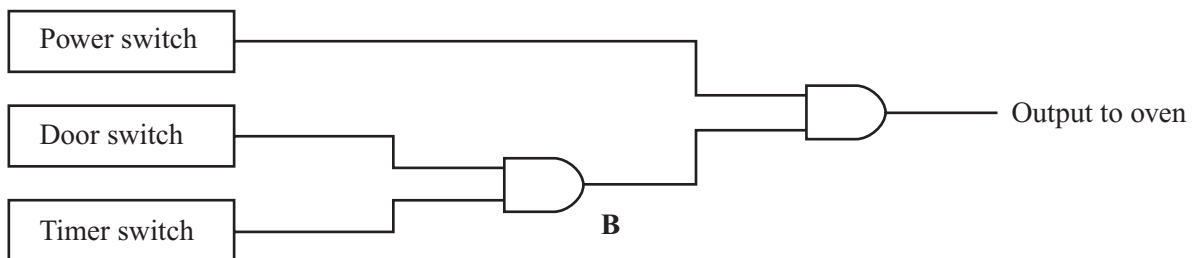 Power switch
Door switch
Output to oven
Timer switch
B